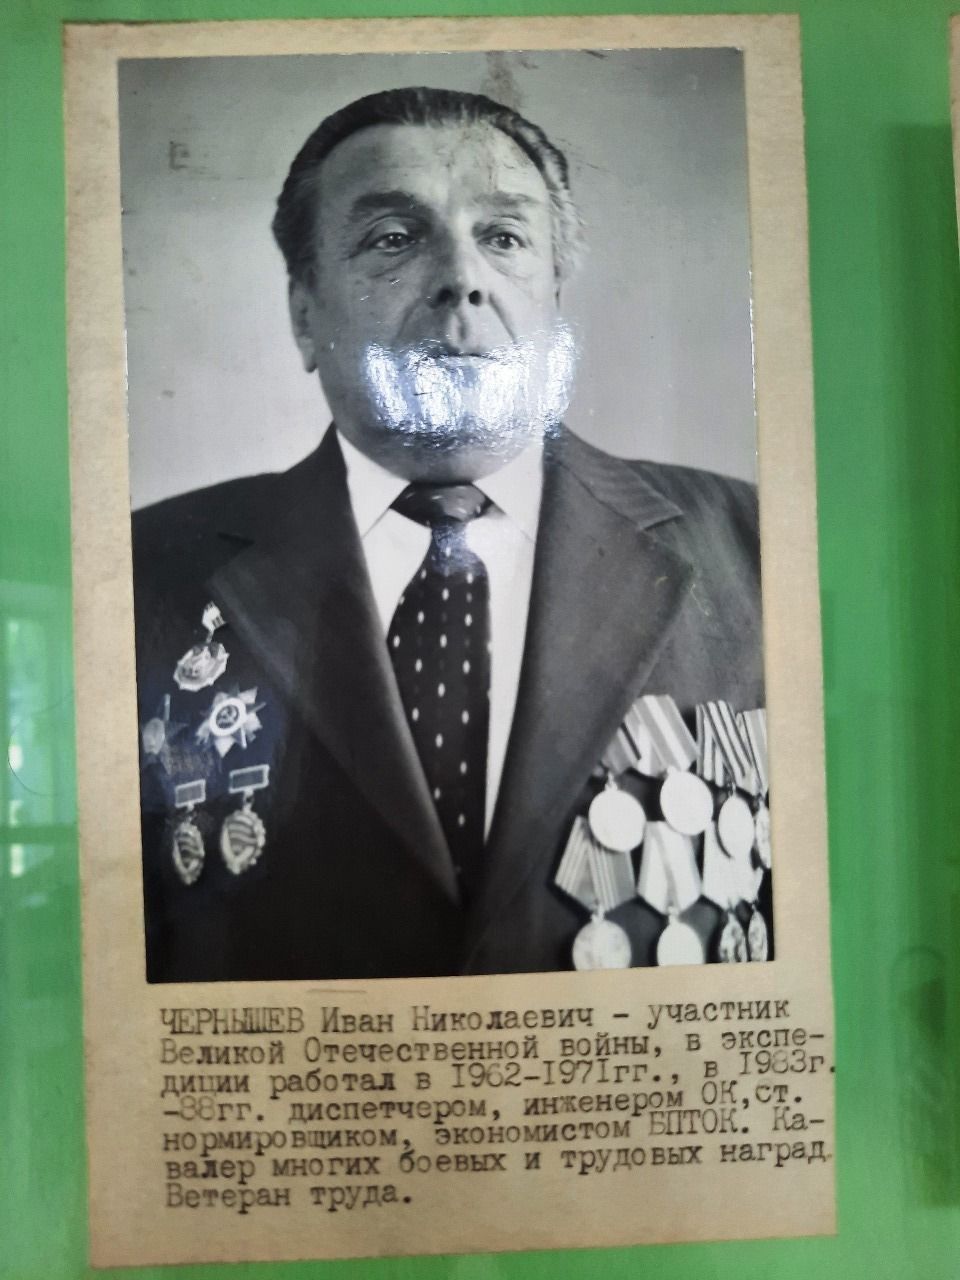 ЧЕРНЫШЕВ Иван Николаевич - участник
Великой Отечественной войны, в экспе-
диции работал в 1962-1971гг., в 1983г.
-88гг. диспетчером, инженером ОК,ст.
нормировщиком, экономистом БПТОК. Ка-
валер многих боевых и трудовых наград.
Ветеран труда.